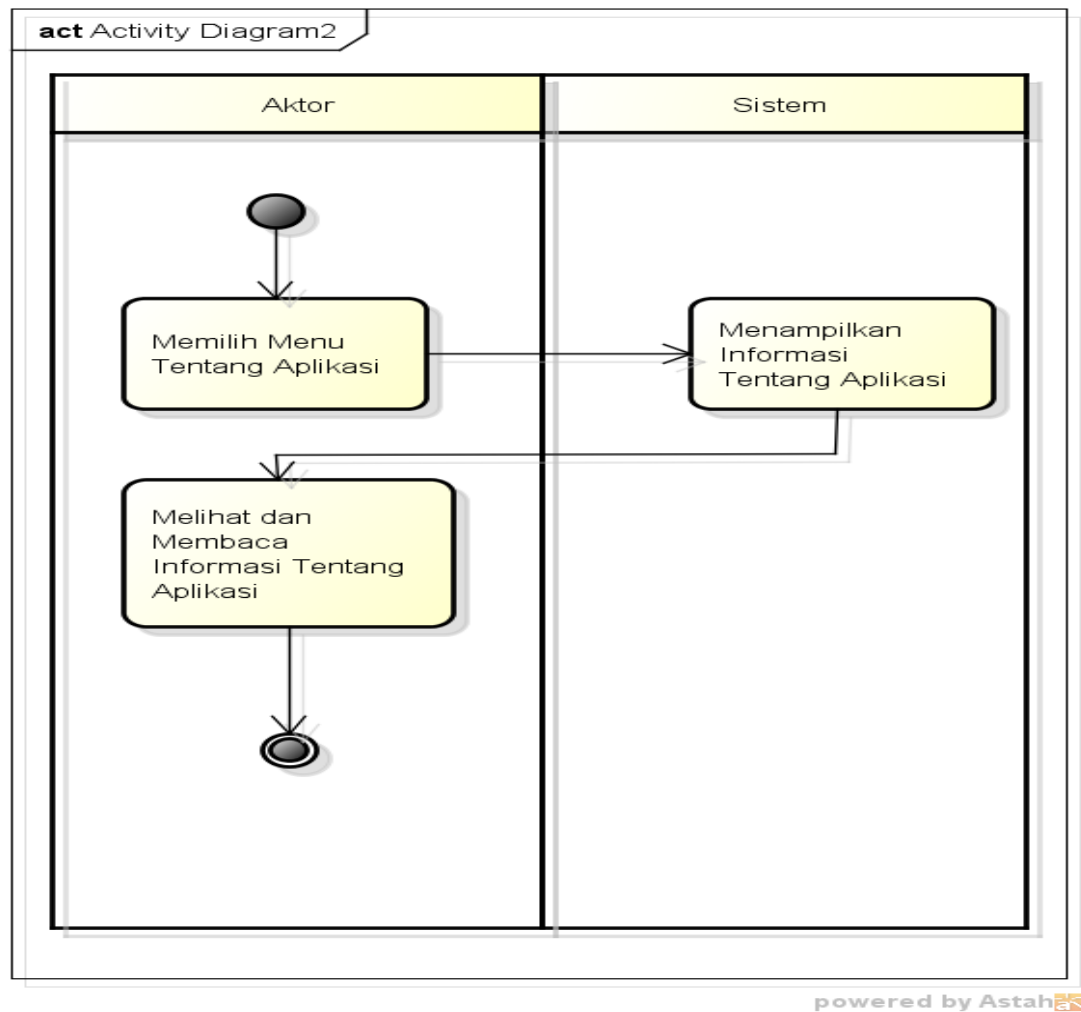 act Activity Diagram2
Aktor
Sistem
Memilih Menu
Tentang Aplikasi
Menampilkan
Informasi
Tentang Aplikasi
Melihat dan
Membaca
Informasi Tentang
Aplikasi
powered by Astah